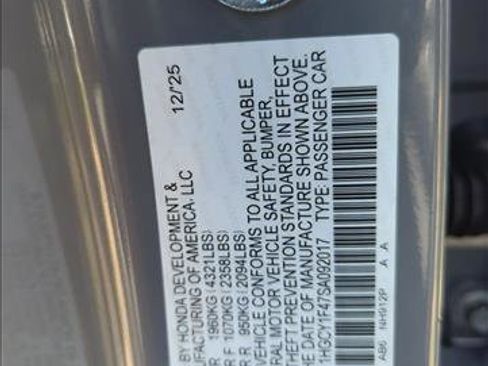 BY HONDA DEVELOPMENT &
MANUFACTURING OF AMERICA, LLC
12/'25
R 1960KG(4321LBS)
R F 1070KG(2358LBS)
R R 950KG(2094LBS)
VEHICLE CONFORMS TO ALL APPLICABLE
RAL MOTOR VEHICLE SAFETY, BUMPER,
THEFT PREVENTION STANDARDS IN EFFECT
THE DATE OF MANUFACTURE SHOWN ABOVE.
1HGCY1F47SA092017 TYPE: PASSENGER CAR
AB6 NH912P A A